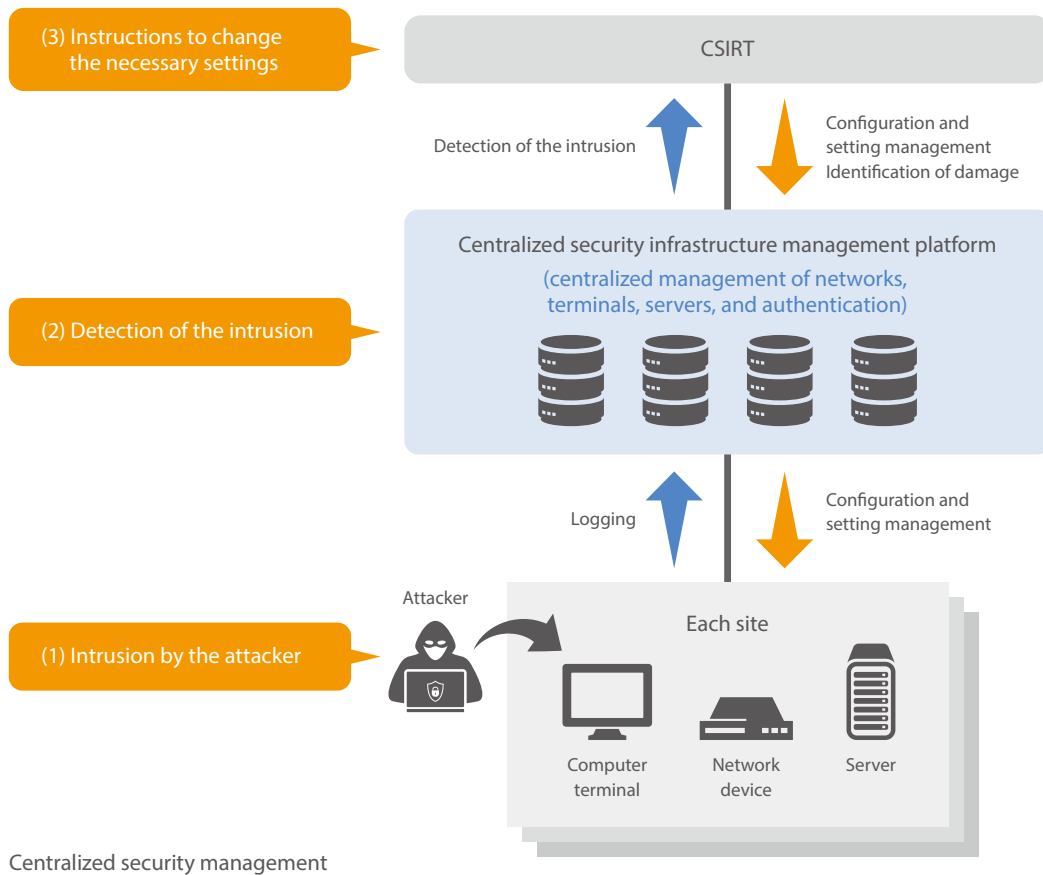 (3) Instructions to change
the necessary settings
CSIRT
Detection of the intrusion
Configuration and
setting management
Identification of damage
Centralized security infrastructure management platform
(centralized management of networks,
terminals, servers, and authentication)
(2) Detection of the intrusion
Logging
Configuration and
setting management
Attacker
Each site
(1) Intrusion by the attacker
Computer
terminal
Network
device
Server
Centralized security management